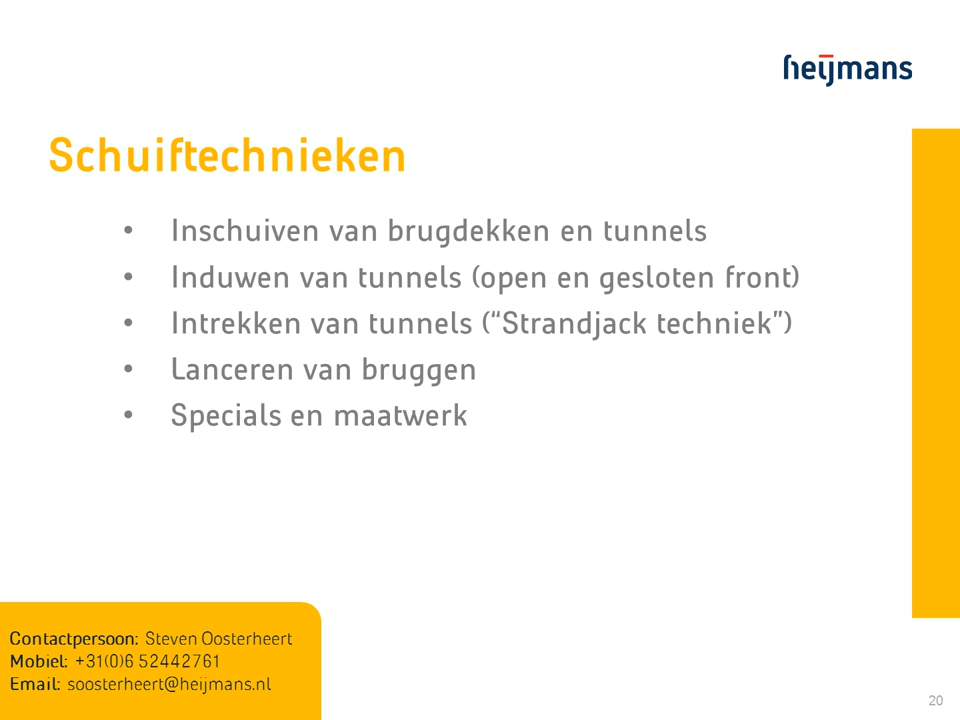 heijmans
Schuiftechnieken
• Inschuiven van brugdekken en tunnels
• Induwen van tunnels (open en gesloten front)
• Intrekken van tunnels (“Strandjack techniek”)
• Lanceren van bruggen
• Specials en maatwerk
Contactpersoon: Steven Oosterheert
Mobiel: +31(0)6 52442761
Email: soosterheert@heijmans.nl
20